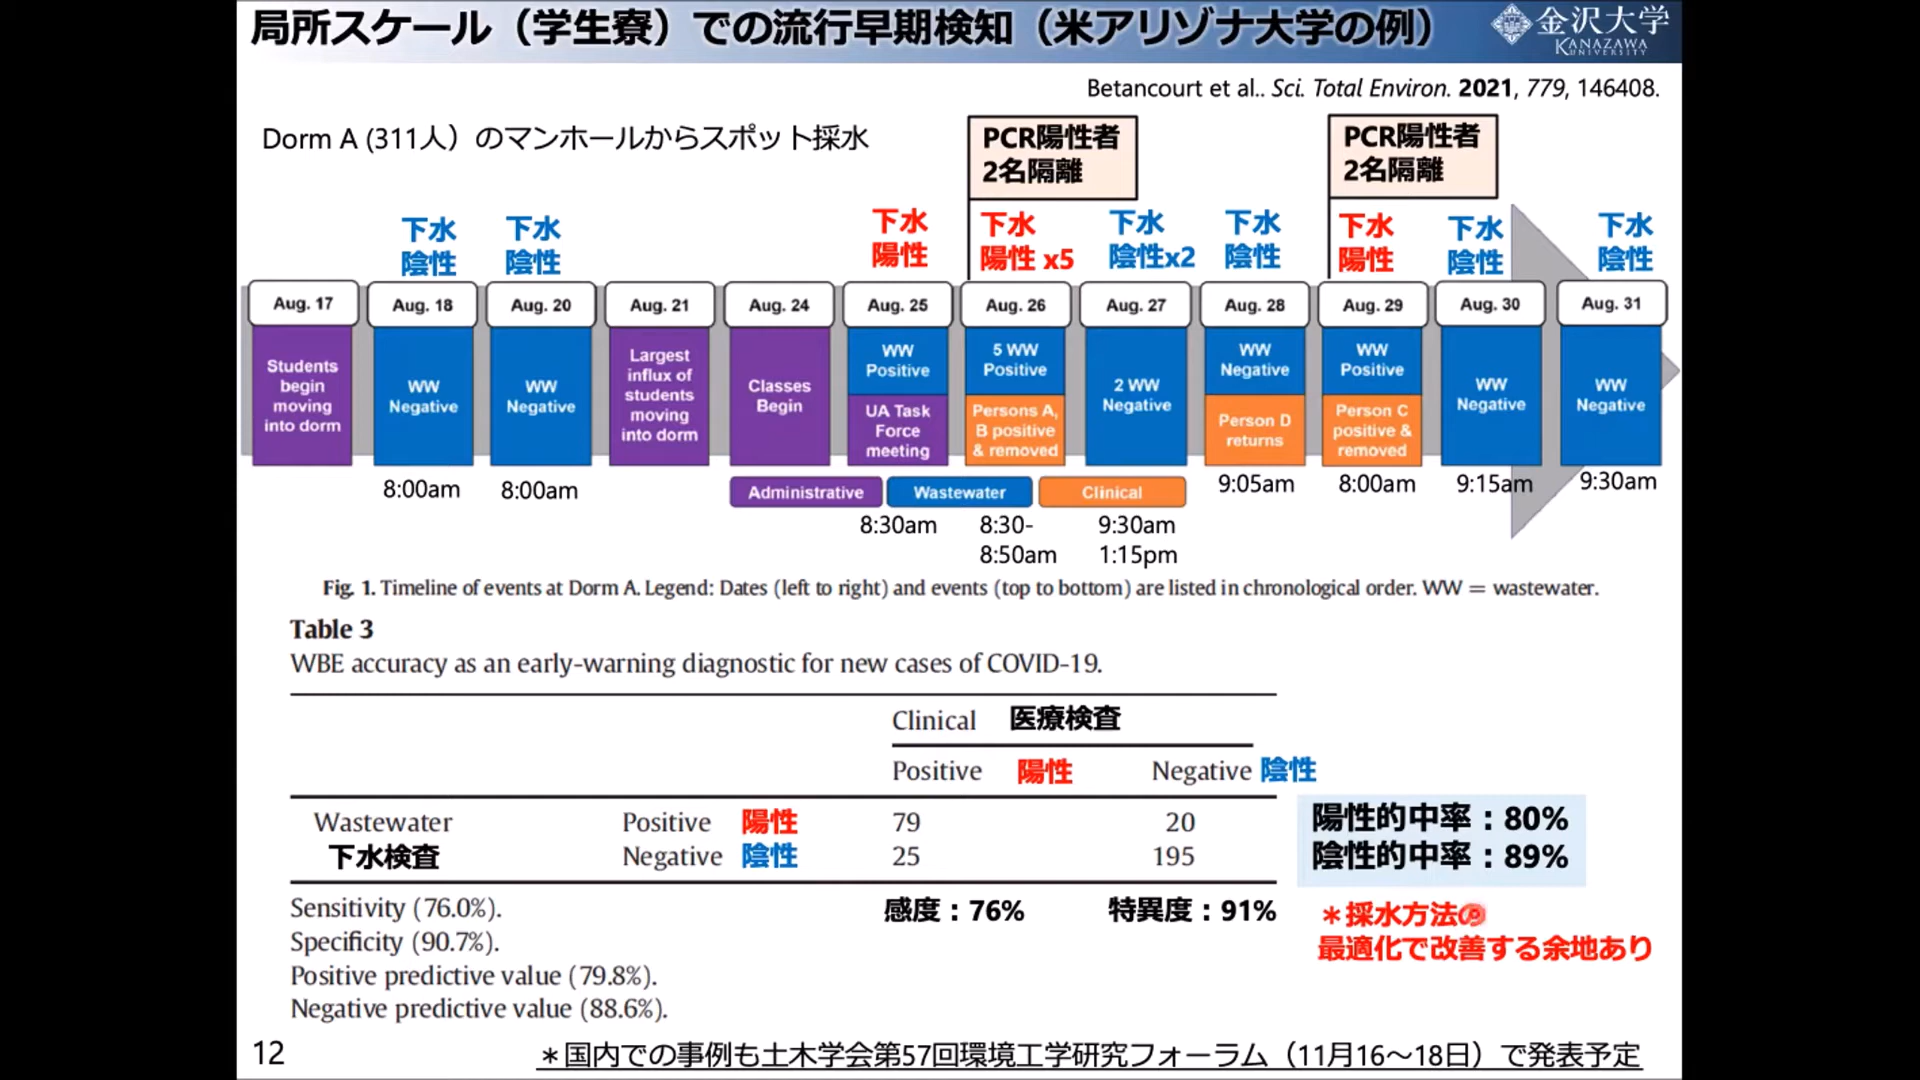 局所スケール（学生寮）での流行早期検知（米アリゾナ大学の例）
金沢大学
KANAZAWA
UNIVERSITY
Betancourt et al.. Sci. Total Environ. 2021, 779, 146408.
Dorm A (311人）のマンホールからスポット採水
PCR陽性者
2名隔離
PCR陽性者
2名隔離
下水
陰性
下水
陰性
下水
陽性
下水
陽性 x5
下水
陰性x2
下水
陰性
下水
陽性
下水
陰性
下水
陰性
Aug. 17
Students
begin
moving
into dorm
Aug. 18
WW
Negative
8:00am
Aug. 20
WW
Negative
8:00am
Aug. 21
Largest
influx of
students
moving
into dorm
Aug. 24
Classes
Begin
Aug. 25
WW
Positive
UA Task
Force
meeting
Aug. 26
5 WW
Positive
Persons A,
B positive
& removed
Aug. 27
2 WW
Negative
Aug. 28
WW
Negative
Person D
returns
9:05am
Aug. 29
WW
Positive
Person C
positive &
removed
8:00am
Aug. 30
WW
Negative
9:15am
Aug. 31
WW
Negative
9:30am
Administrative
Wastewater
Clinical
8:30am
8:30-
8:50am
9:30am
1:15pm
Fig. 1. Timeline of events at Dorm A. Legend: Dates (left to right) and events (top to bottom) are listed in chronological order. WW = wastewater.
Table 3
WBE accuracy as an early-warning diagnostic for new cases of COVID-19.
Clinical 医療検査
Positive 陽性 Negative 陰性
Wastewater Positive 陽性 79 20
下水検査 Negative 陰性 25 195
陽性的中率：80%
陰性的中率：89%
Sensitivity (76.0%).
Specificity (90.7%).
Positive predictive value (79.8%).
Negative predictive value (88.6%).
感度：76% 特異度：91%
＊採水方法の
最適化で改善する余地あり
12
＊国内での事例も土木学会第57回環境工学研究フォーラム（11月16～18日）で発表予定